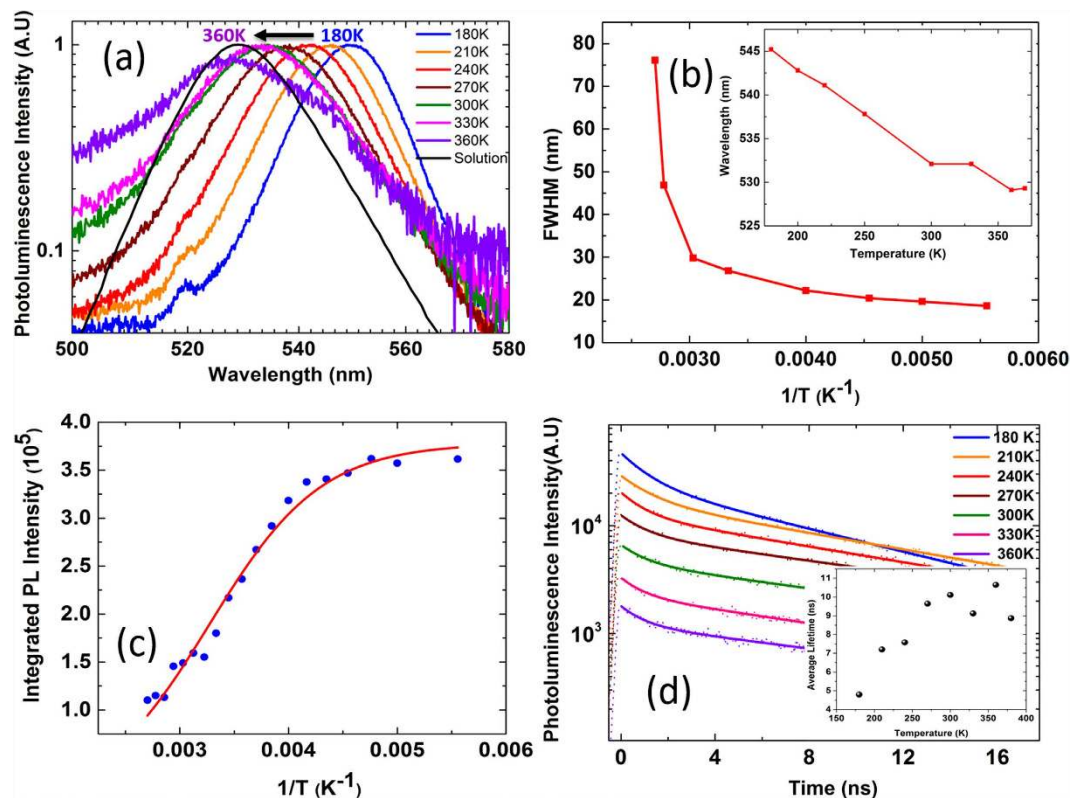 (a)
360K
180K
180K
210K
240K
270K
300K
330K
360K
Solution
Photoluminescence Intensity (A.U)
1
0.1
500 520 540 560 580
Wavelength (nm)
(b)
FWHM (nm)
80
70
60
50
40
30
20
10
0.0030 0.0040 0.0050 0.0060
1/T (K-1)
Wavelength (nm)
545
540
535
530
525
200 250 300 350
Temperature (K)
(c)
Integrated PL Intensity (10⁵)
4.0
3.5
3.0
2.5
2.0
1.5
1.0
0.003 0.004 0.005 0.006
1/T (K-1)
(d)
Photoluminescence Intensity(A.U)
10⁴
10³
0 4 8 12 16
Time (ns)
180 K
210K
240K
270K
300K
330K
360K
Average Lifetime (ns)
11
10
9
8
7
6
5
4
150 200 250 300 350 400
Temperature (K)